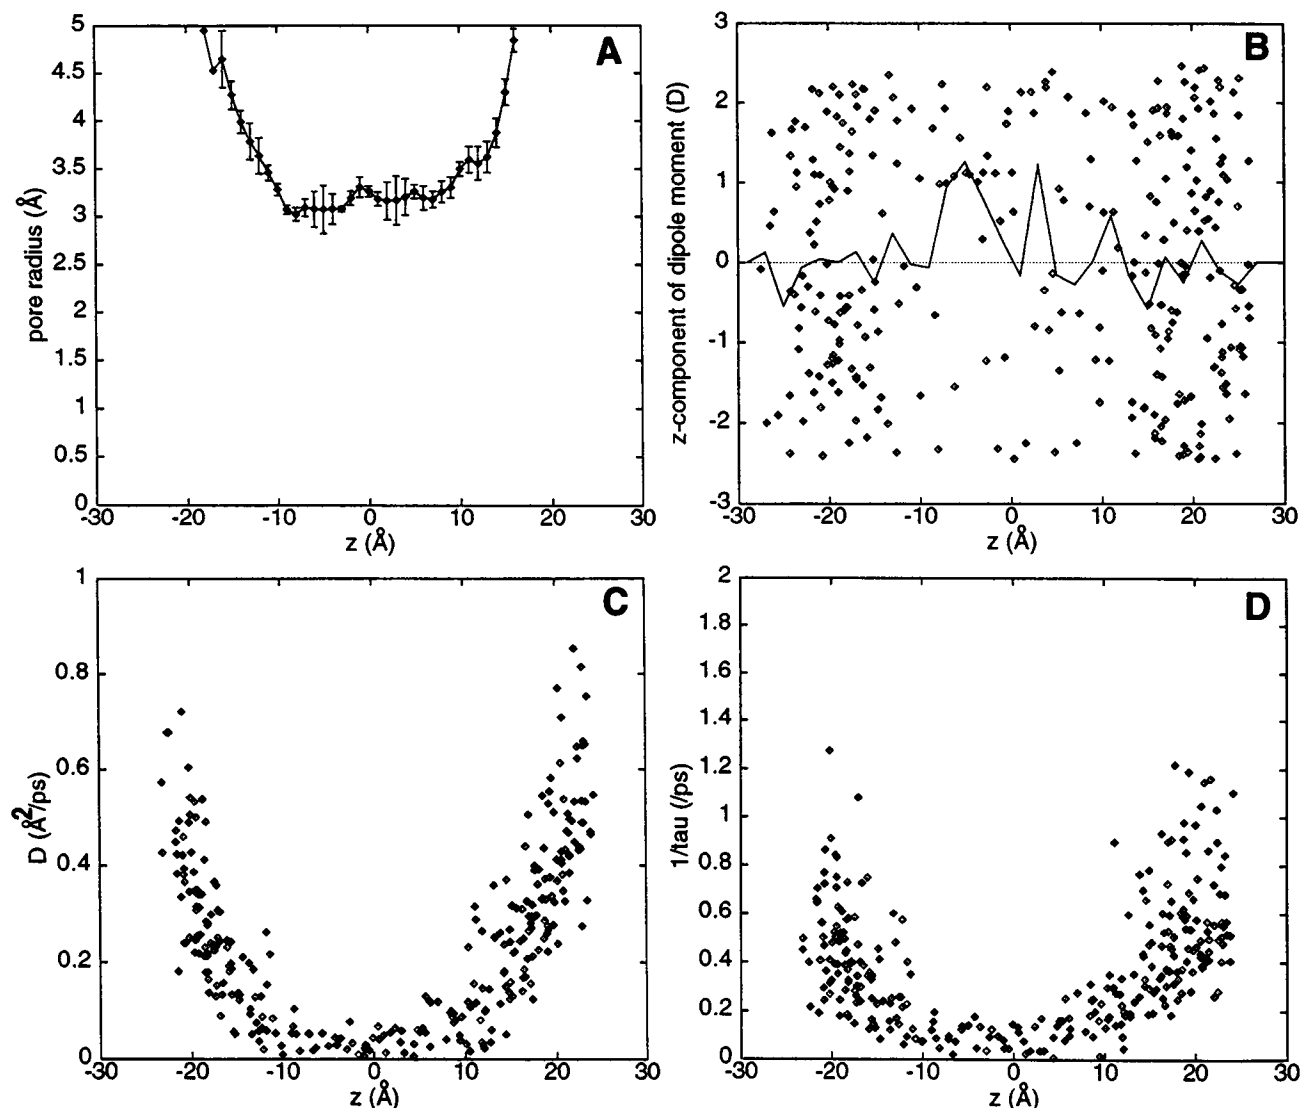 A
pore radius (Å)
5
4.5
4
3.5
3
2.5
2
1.5
1
0.5
0
-30 -20 -10 0 10 20 30
z (Å)
B
z-component of dipole moment (D)
3
2
1
0
-1
-2
-3
-30 -20 -10 0 10 20 30
z (Å)
C
D (Å2/ps)
1
0.8
0.6
0.4
0.2
0
-30 -20 -10 0 10 20 30
z (Å)
D
1/tau (/ps)
2
1.8
1.6
1.4
1.2
1
0.8
0.6
0.4
0.2
0
-30 -20 -10 0 10 20 30
z (Å)